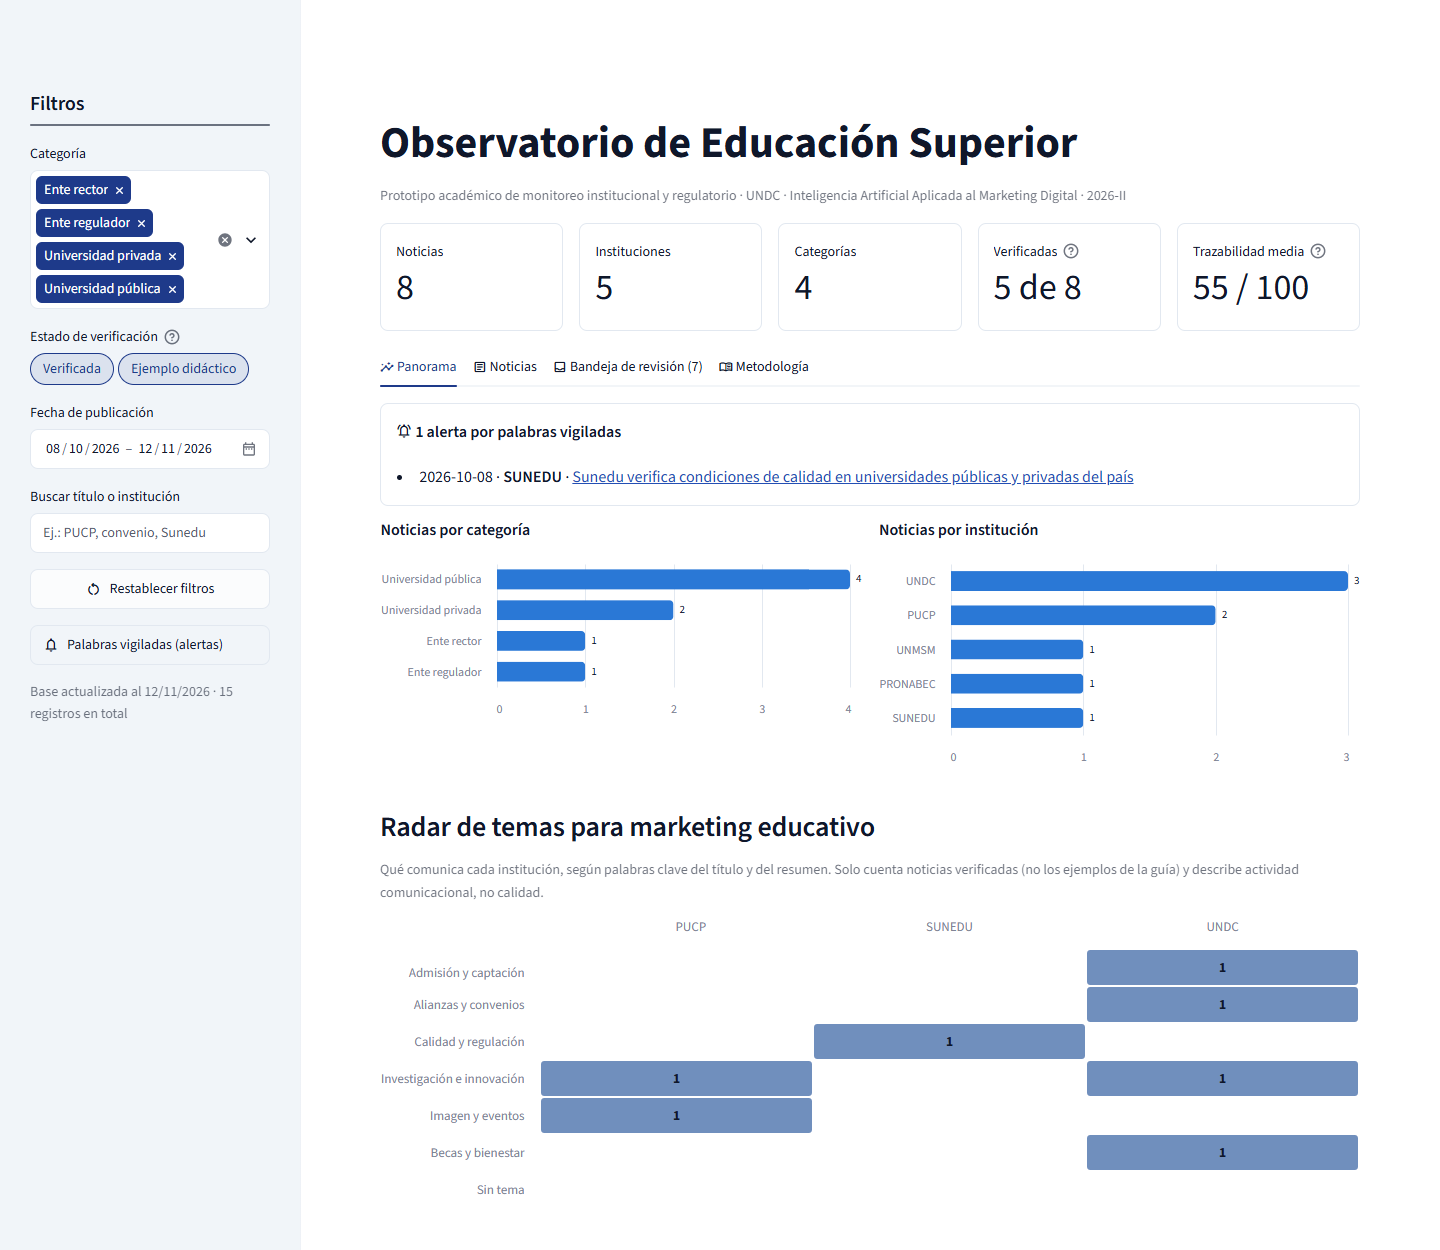 Filtros
Categoría
Ente rector ×
Ente regulador ×
Universidad privada ×
Universidad pública ×
Estado de verificación ?
Verificada
Ejemplo didáctico
Fecha de publicación
08 / 10 / 2026 – 12 / 11 / 2026
Buscar título o institución
Ej.: PUCP, convenio, Sunedu
Restablecer filtros
Palabras vigiladas (alertas)
Base actualizada al 12/11/2026 · 15
registros en total
Observatorio de Educación Superior
Prototipo académico de monitoreo institucional y regulatorio · UNDC · Inteligencia Artificial Aplicada al Marketing Digital · 2026-II
Noticias
8
Instituciones
5
Categorías
4
Verificadas ?
5 de 8
Trazabilidad media ?
55 / 100
Panorama
Noticias
Bandeja de revisión (7)
Metodología
1 alerta por palabras vigiladas
• 2026-10-08 · SUNEDU · Sunedu verifica condiciones de calidad en universidades públicas y privadas del país
Noticias por categoría
Universidad pública 4
Universidad privada 2
Ente rector 1
Ente regulador 1
0 1 2 3 4
Noticias por institución
UNDC 3
PUCP 2
UNMSM 1
PRONABEC 1
SUNEDU 1
0 1 2 3
Radar de temas para marketing educativo
Qué comunica cada institución, según palabras clave del título y del resumen. Solo cuenta noticias verificadas (no los ejemplos de la guía) y describe actividad
comunicacional, no calidad.
PUCP SUNEDU UNDC
Admisión y captación 1
Alianzas y convenios 1
Calidad y regulación 1
Investigación e innovación 1 1
Imagen y eventos 1
Becas y bienestar 1
Sin tema